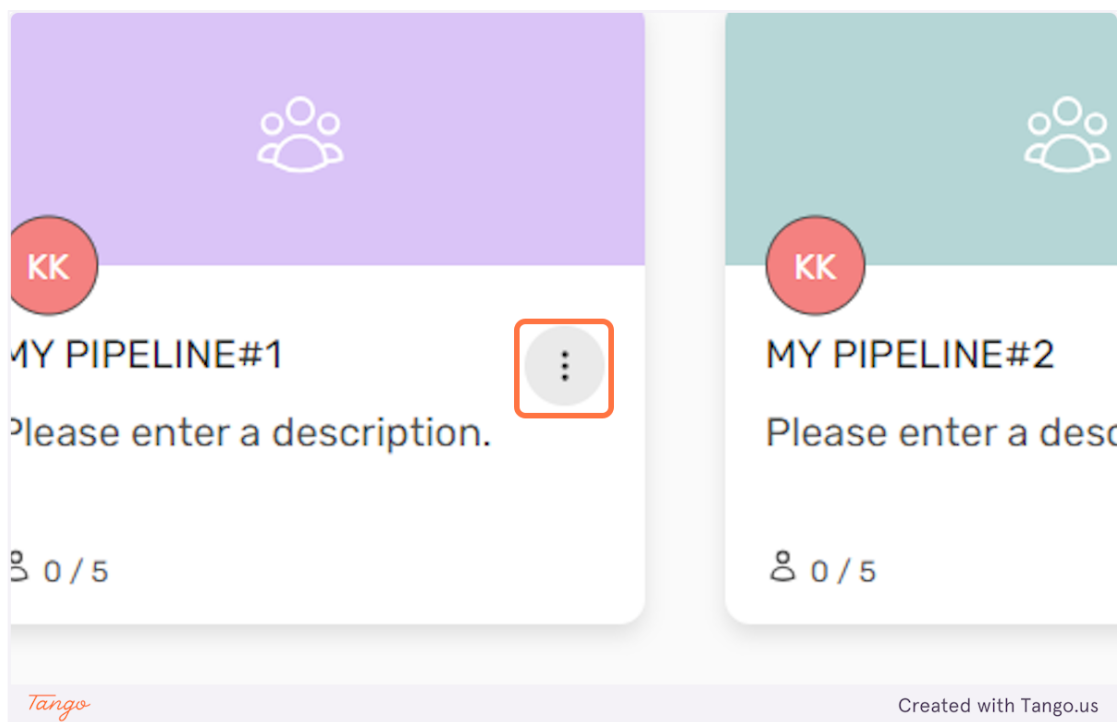 KK
MY PIPELINE#1
Please enter a description.
0 / 5
KK
MY PIPELINE#2
Please enter a desc
0 / 5
Tango
Created with Tango.us